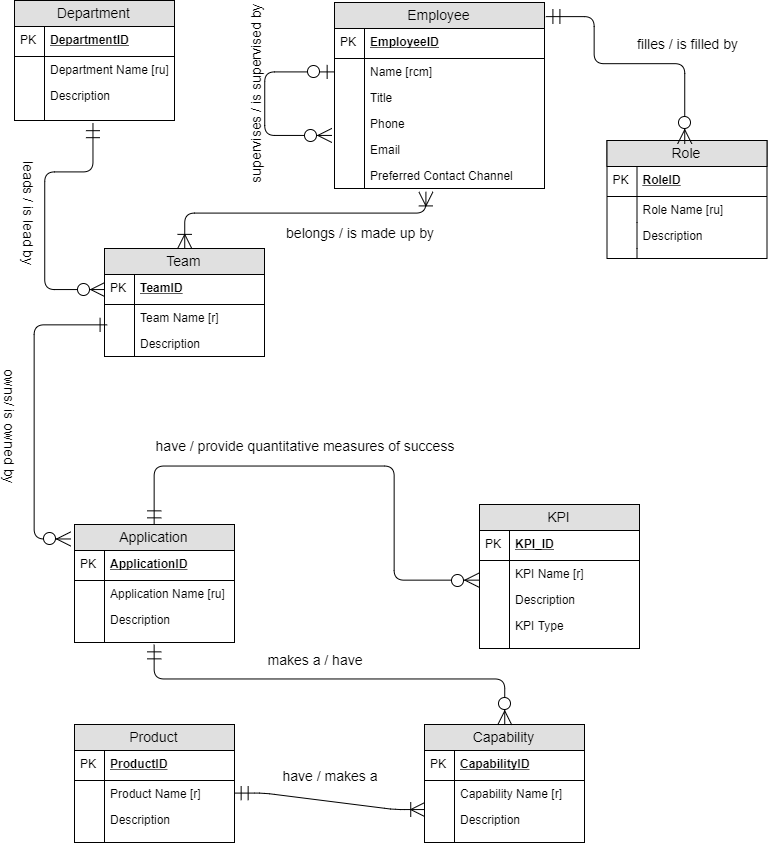 Department
PK DepartmentID
Department Name [ru]
Description
Employee
PK EmployeeID
Name [rcm]
Title
Phone
Email
Preferred Contact Channel
supervises / is supervised by
filles / is filled by
Role
PK RoleID
Role Name [ru]
Description
leads / is lead by
belongs / is made up by
Team
PK TeamID
Team Name [r]
Description
owns/ is owned by
have / provide quantitative measures of success
Application
PK ApplicationID
Application Name [ru]
Description
KPI
PK KPI_ID
KPI Name [r]
Description
KPI Type
makes a / have
Product
PK ProductID
Product Name [r]
Description
have / makes a
Capability
PK CapabilityID
Capability Name [r]
Description